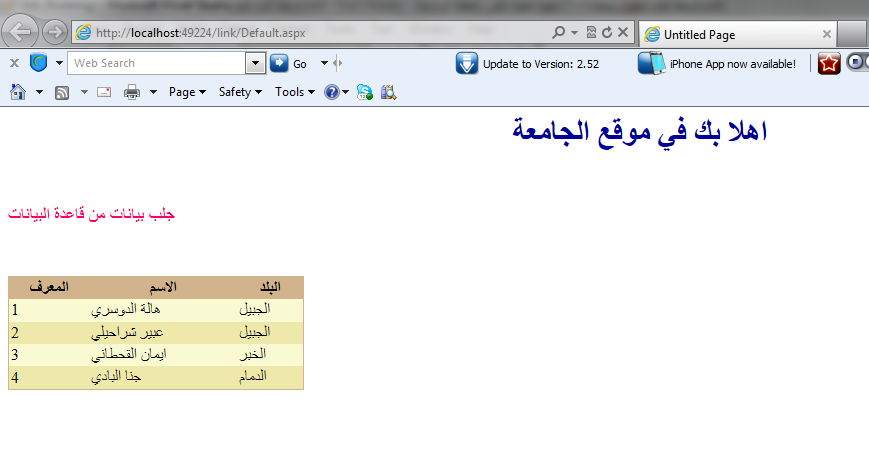 http://localhost:49224/link/Default.aspx
Untitled Page
Web Search
Go
Update to Version: 2.52
iPhone App now available!
Page
Safety
Tools
اهلا بك في موقع الجامعة
جلب بيانات من قاعدة البيانات
المعرف الاسم البلد
1 هالة الدوسري الجبيل
2 عبير شراحيلي الجبيل
3 ايمان القحطاني الخبر
4 جنا البادي الدمام